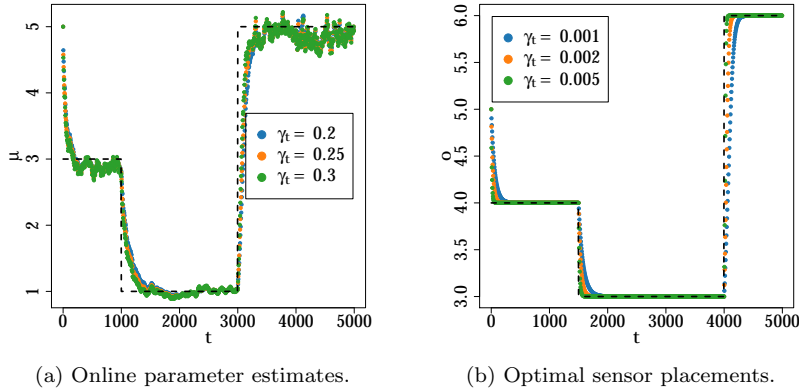 5
4
3
2
1
μ
0 1000 2000 3000 4000 5000
t
γt = 0.2
γt = 0.25
γt = 0.3
(a) Online parameter estimates.
6.0
5.5
5.0
4.5
4.0
3.5
3.0
o
0 1000 2000 3000 4000 5000
t
γt = 0.001
γt = 0.002
γt = 0.005
(b) Optimal sensor placements.